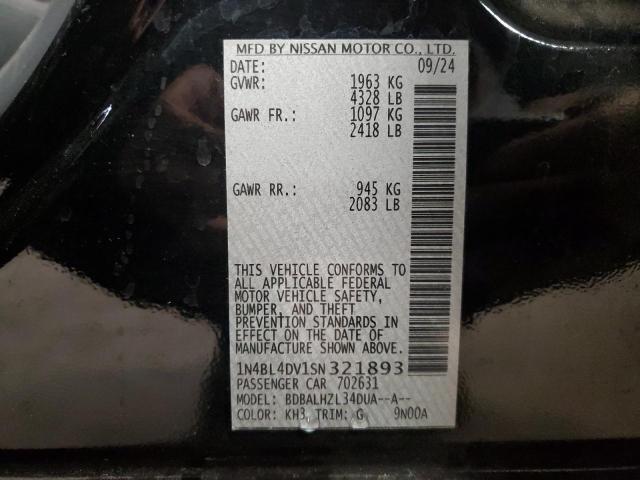 MFD BY NISSAN MOTOR CO., LTD.
DATE: 09/24
GVWR: 1963 KG
4328 LB
GAWR FR.: 1097 KG
2418 LB
GAWR RR.: 945 KG
2083 LB
THIS VEHICLE CONFORMS TO
ALL APPLICABLE FEDERAL
MOTOR VEHICLE SAFETY,
BUMPER, AND THEFT
PREVENTION STANDARDS IN
EFFECT ON THE DATE OF
MANUFACTURE SHOWN ABOVE.
1N4BL4DV1SN321893
PASSENGER CAR 702631
MODEL: BDBALHZL34DUA--A--
COLOR: KH3 TRIM: G 9N00A